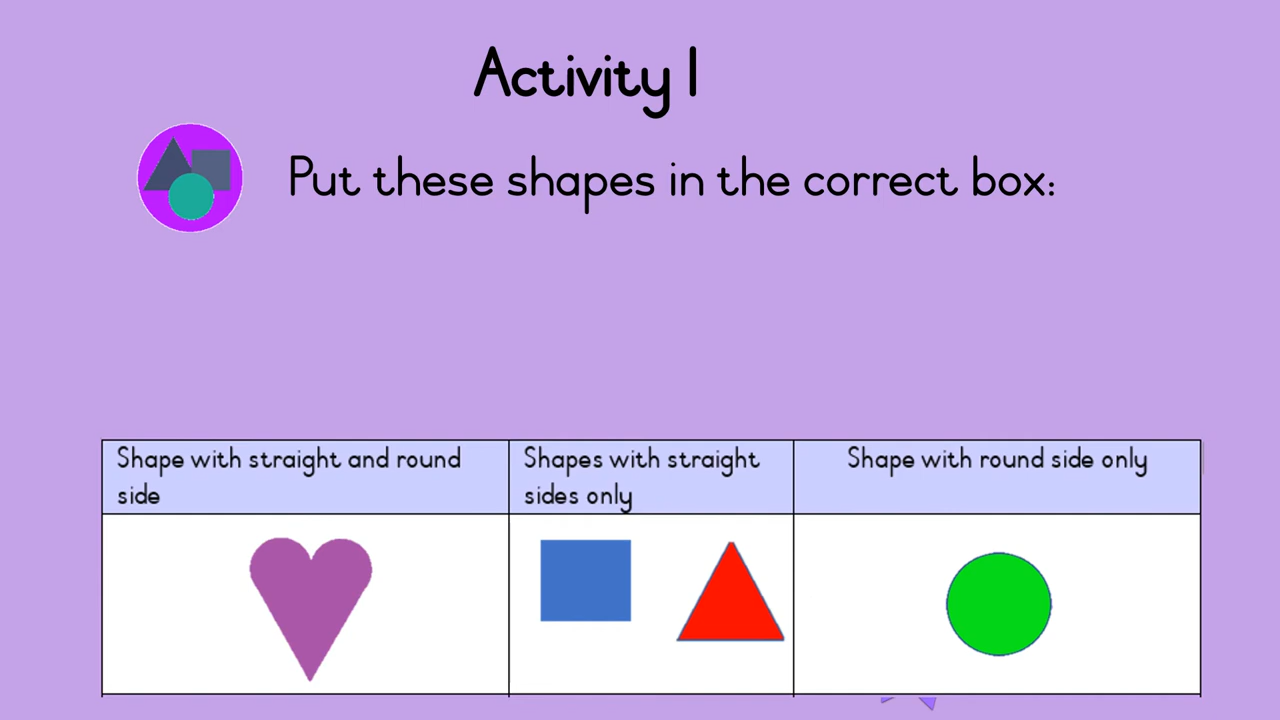 Activity 1
Put these shapes in the correct box:
Shape with straight and round
side
Shapes with straight
sides only
Shape with round side only